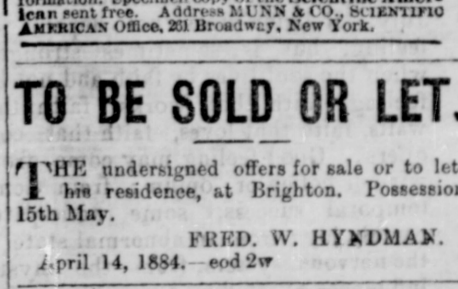 ican sent free. Address MUNN & CO., SCIENTIFIC
AMERICAN Office, 261 Broadway, New York.
TO BE SOLD OR LET.
THE undersigned offers for sale or to let
his residence, at Brighton. Possession
15th May.
FRED. W. HYNDMAN.
April 14, 1884.—eod 2w